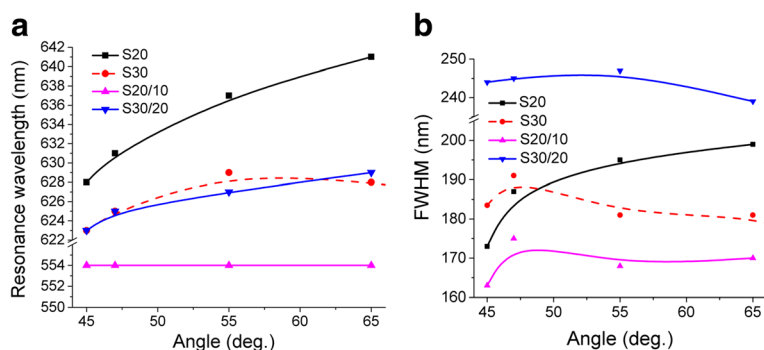 a
Resonance wavelength (nm)
642
640
638
636
634
632
630
628
626
624
622
554
552
550
S20
S30
S20/10
S30/20
45 50 55 60 65
Angle (deg.)
b
FWHM (nm)
250
245
240
200
190
180
170
160
S20
S30
S20/10
S30/20
45 50 55 60 65
Angle (deg.)